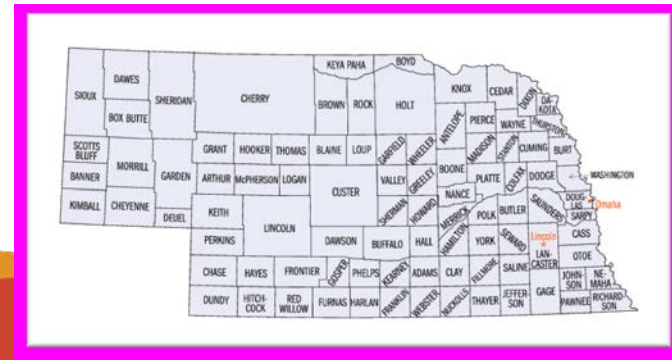 KEYA PAHA BOYD
DAWES
SIOUX SHERIDAN CHERRY KNOX CEDAR DIXON DA-
KOTA
BOX BUTTE BROWN ROCK HOLT ANTELOPE PIERCE WAYNE THURSTON
SCOTTS
BLUFF MORRILL GARDEN GRANT HOOKER THOMAS BLAINE LOUP GARFIELD WHEELER MADISON STANTON CUMING BURT
BANNER ARTHUR McPHERSON LOGAN CUSTER VALLEY GREELEY BOONE PLATTE COLFAX DODGE WASHINGTON
NANCE
KIMBALL CHEYENNE DEUEL KEITH LINCOLN SHERMAN HOWARD MERRICK POLK BUTLER SAUNDERS DOUG-
LAS Omaha
SARPY
PERKINS DAWSON BUFFALO HALL HAMILTON YORK SEWARD Lincoln CASS
LAN-
CASTER OTOE
CHASE HAYES FRONTIER GOSPER PHELPS KEARNEY ADAMS CLAY FILLMORE SALINE
JOHN-
SON NE-
MAHA
DUNDY HITCH-
COCK RED
WILLOW FURNAS HARLAN FRANKLIN WEBSTER NUCKOLLS THAYER JEFFER-
SON GAGE PAWNEE RICHARD-
SON